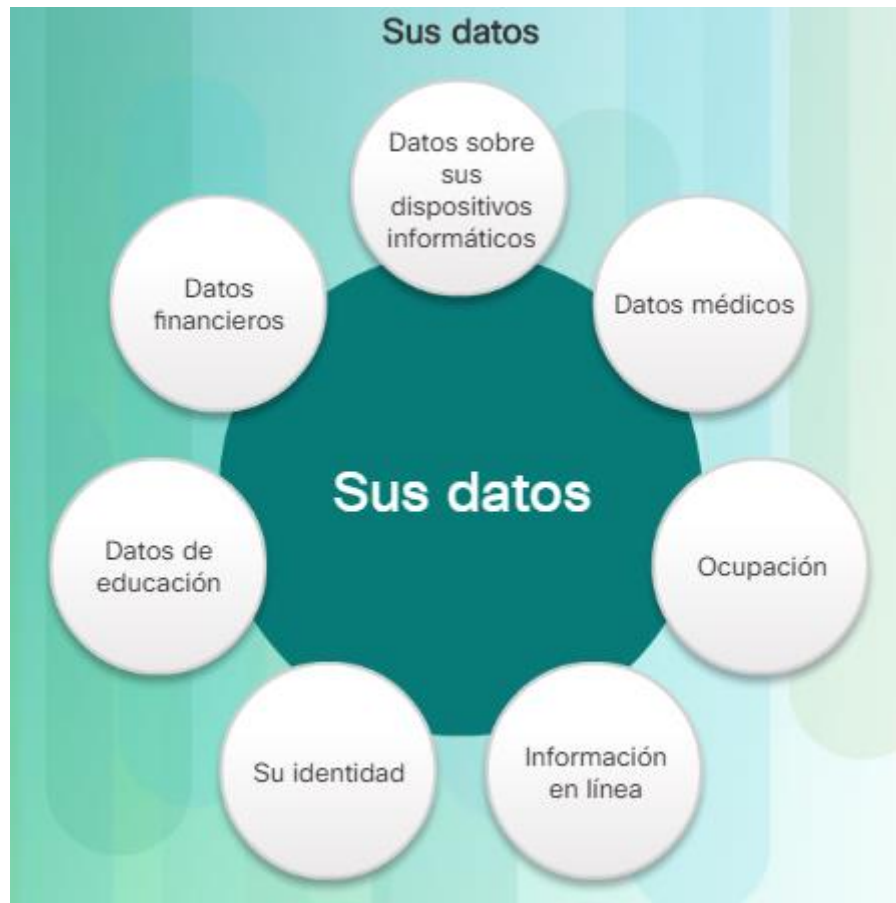 Sus datos
Datos sobre
sus
dispositivos
informáticos
Datos
financieros
Datos médicos
Sus datos
Datos de
educación
Ocupación
Su identidad
Información
en línea